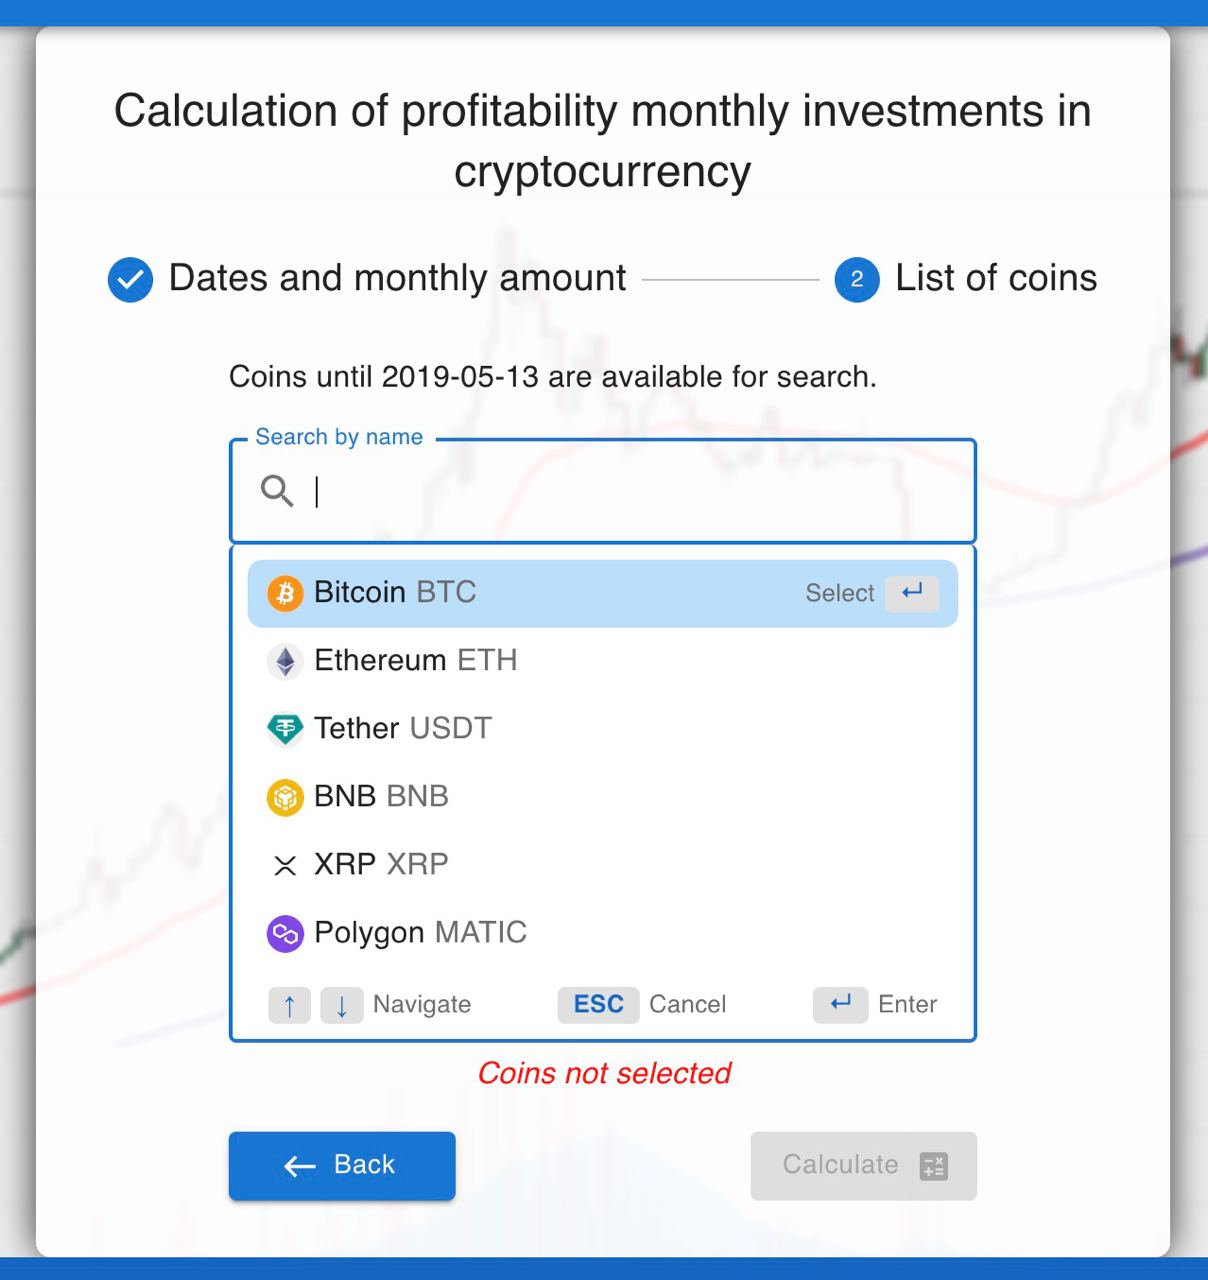 Calculation of profitability monthly investments in
cryptocurrency
Dates and monthly amount 2 List of coins
Coins until 2019-05-13 are available for search.
Search by name
Bitcoin BTC Select ↵
Ethereum ETH
Tether USDT
BNB BNB
XRP XRP
Polygon MATIC
↑ ↓ Navigate ESC Cancel ↵ Enter
Coins not selected
← Back Calculate